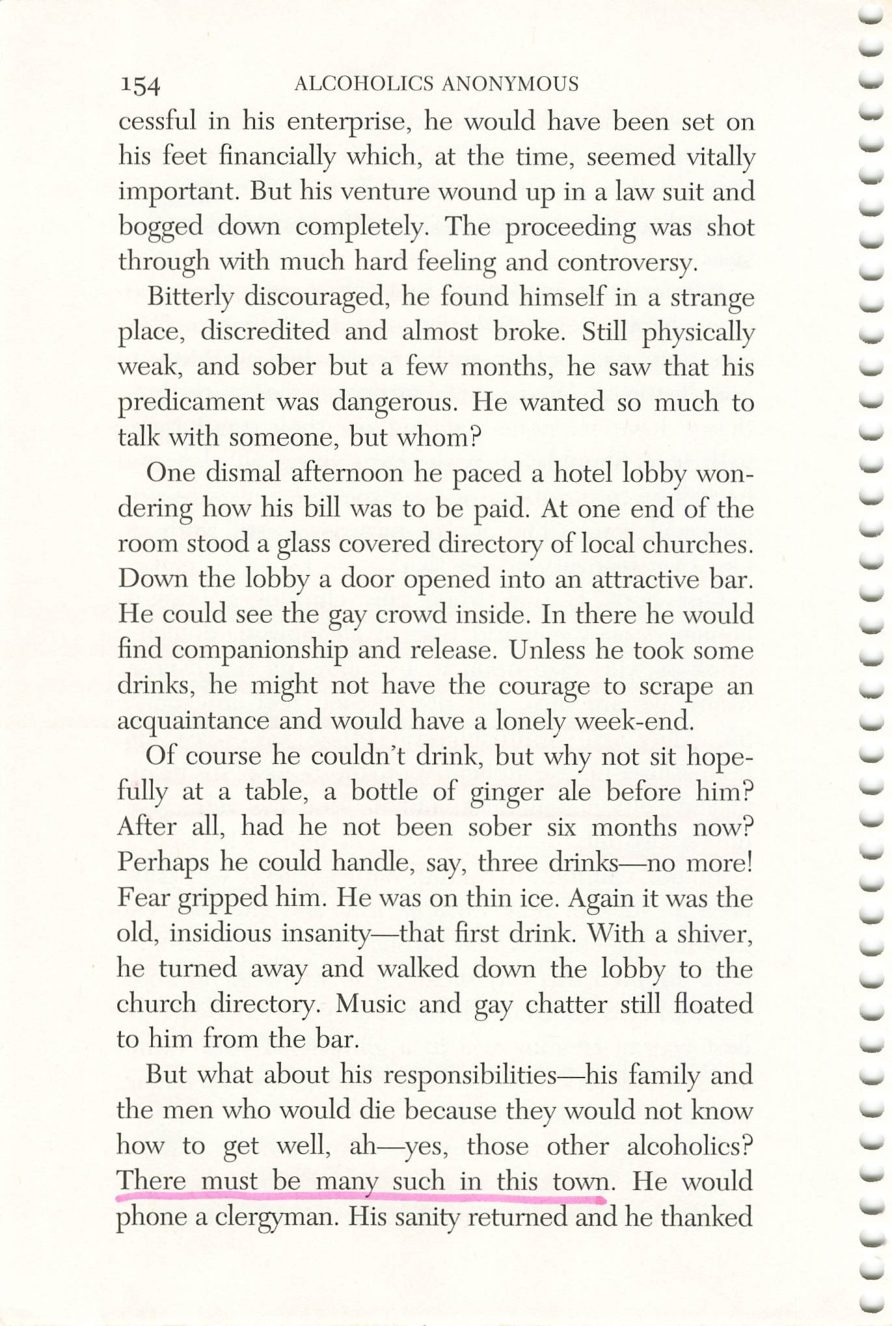 154 ALCOHOLICS ANONYMOUS
cessful in his enterprise, he would have been set on
his feet financially which, at the time, seemed vitally
important. But his venture wound up in a law suit and
bogged down completely. The proceeding was shot
through with much hard feeling and controversy.
Bitterly discouraged, he found himself in a strange
place, discredited and almost broke. Still physically
weak, and sober but a few months, he saw that his
predicament was dangerous. He wanted so much to
talk with someone, but whom?
One dismal afternoon he paced a hotel lobby won-
dering how his bill was to be paid. At one end of the
room stood a glass covered directory of local churches.
Down the lobby a door opened into an attractive bar.
He could see the gay crowd inside. In there he would
find companionship and release. Unless he took some
drinks, he might not have the courage to scrape an
acquaintance and would have a lonely week-end.
Of course he couldn't drink, but why not sit hope-
fully at a table, a bottle of ginger ale before him?
After all, had he not been sober six months now?
Perhaps he could handle, say, three drinks—no more!
Fear gripped him. He was on thin ice. Again it was the
old, insidious insanity—that first drink. With a shiver,
he turned away and walked down the lobby to the
church directory. Music and gay chatter still floated
to him from the bar.
But what about his responsibilities—his family and
the men who would die because they would not know
how to get well, ah—yes, those other alcoholics?
There must be many such in this town. He would
phone a clergyman. His sanity returned and he thanked